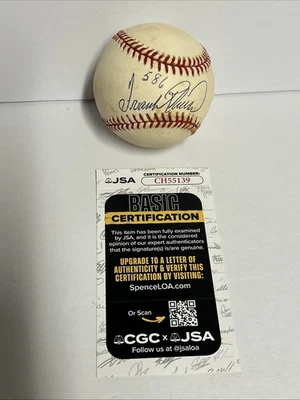 586
Frank Robinson
JSA
CERTIFICATION NUMBER
CH55139
BASIC
CERTIFICATION
This item has been fully examined
by JSA, and it is the considered
opinion of our expert authenticators
that the signature(s) is/are genuine.
UPGRADE TO A LETTER OF
AUTHENTICITY & VERIFY THIS
CERTIFICATION BY VISITING:
SpenceLOA.com
Or Scan
CGC x JSA
Follow us at @jsaloa